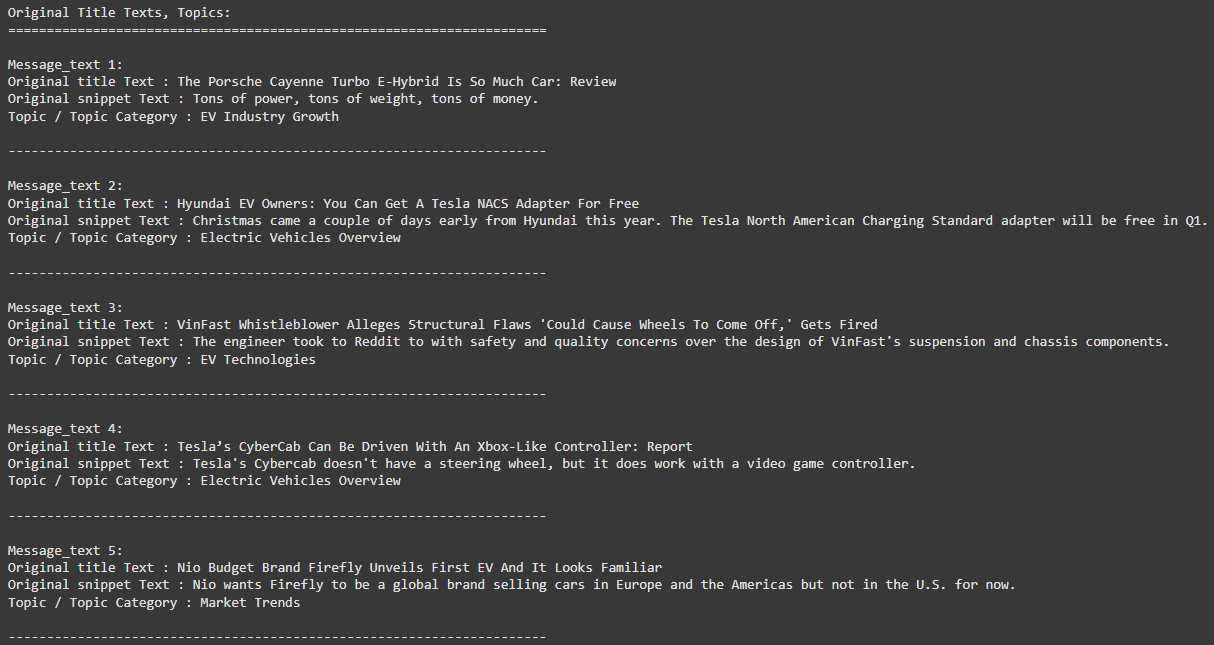 Original Title Texts, Topics:
======================================================================
Message_text 1:
Original title Text : The Porsche Cayenne Turbo E-Hybrid Is So Much Car: Review
Original snippet Text : Tons of power, tons of weight, tons of money.
Topic / Topic Category : EV Industry Growth
----------------------------------------------------------------------
Message_text 2:
Original title Text : Hyundai EV Owners: You Can Get A Tesla NACS Adapter For Free
Original snippet Text : Christmas came a couple of days early from Hyundai this year. The Tesla North American Charging Standard adapter will be free in Q1.
Topic / Topic Category : Electric Vehicles Overview
----------------------------------------------------------------------
Message_text 3:
Original title Text : VinFast Whistleblower Alleges Structural Flaws 'Could Cause Wheels To Come Off,' Gets Fired
Original snippet Text : The engineer took to Reddit to with safety and quality concerns over the design of VinFast's suspension and chassis components.
Topic / Topic Category : EV Technologies
----------------------------------------------------------------------
Message_text 4:
Original title Text : Tesla’s CyberCab Can Be Driven With An Xbox-Like Controller: Report
Original snippet Text : Tesla's Cybercab doesn't have a steering wheel, but it does work with a video game controller.
Topic / Topic Category : Electric Vehicles Overview
----------------------------------------------------------------------
Message_text 5:
Original title Text : Nio Budget Brand Firefly Unveils First EV And It Looks Familiar
Original snippet Text : Nio wants Firefly to be a global brand selling cars in Europe and the Americas but not in the U.S. for now.
Topic / Topic Category : Market Trends
----------------------------------------------------------------------